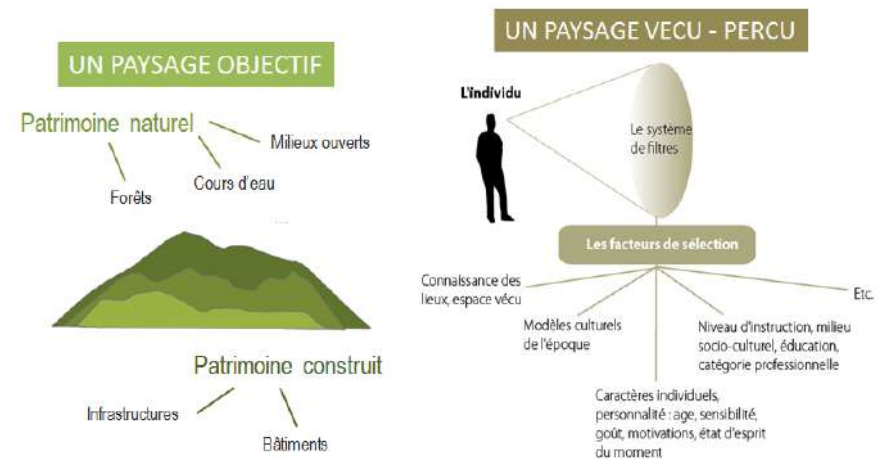 UN PAYSAGE OBJECTIF
Patrimoine naturel
Milieux ouverts
Cours d'eau
Forêts
Patrimoine construit
Infrastructures
Bâtiments
UN PAYSAGE VECU - PERCU
L'individu
Le système
de filtres
Les facteurs de sélection
Connaissance des
lieux, espace vécu
Modèles culturels
de l'époque
Caractères individuels,
personnalité : age, sensibilité,
goût, motivations, état d'esprit
du moment
Niveau d'instruction, milieu
socio-culturel, éducation,
catégorie professionnelle
Etc.